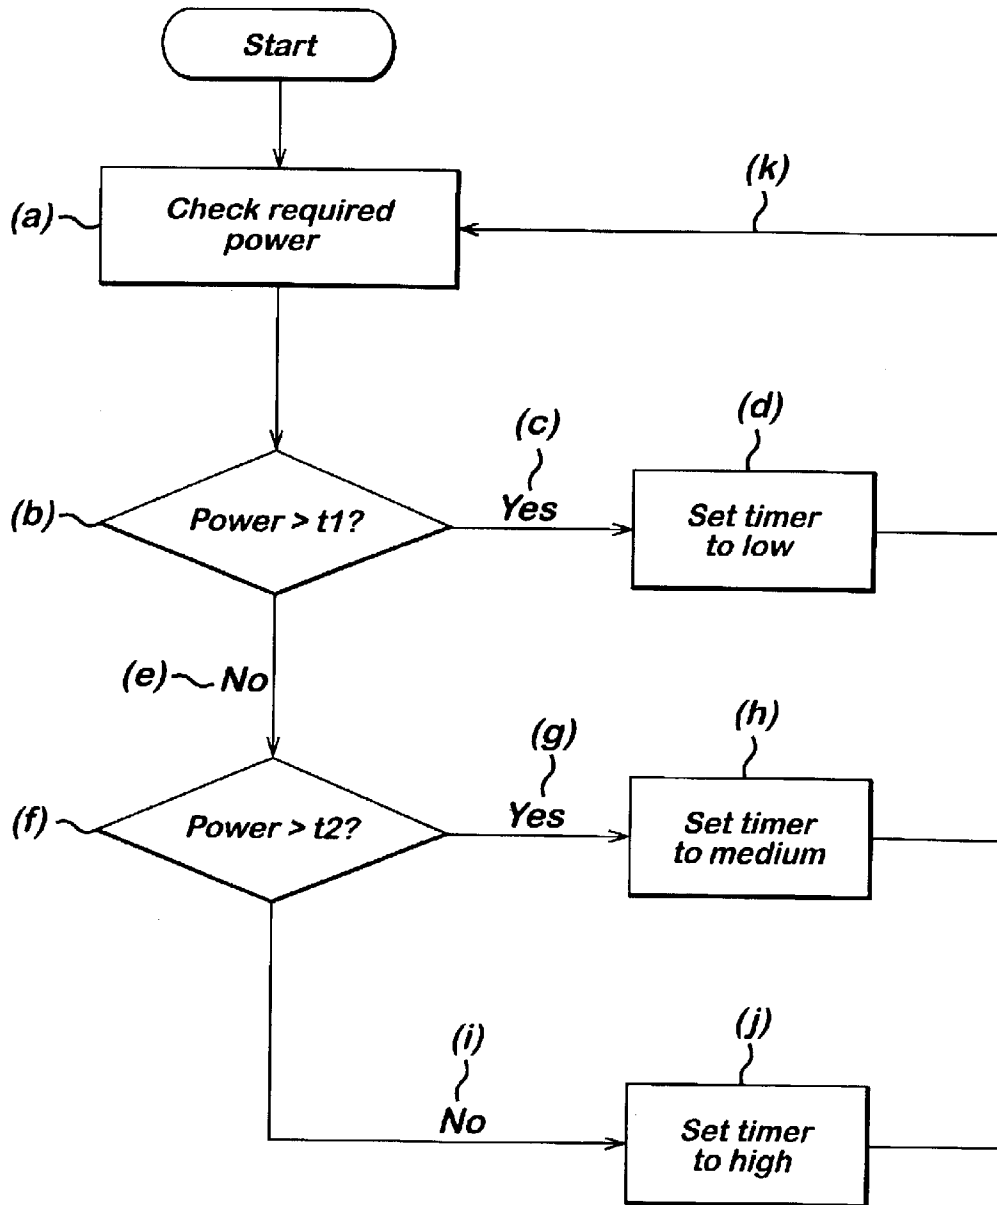 Start
(k)
(a)
Check required
power
(c)
(d)
(b)
Power > t1?
Yes
Set timer
to low
(e)
No
(g)
(h)
(f)
Power > t2?
Yes
Set timer
to medium
(i)
(j)
No
Set timer
to high